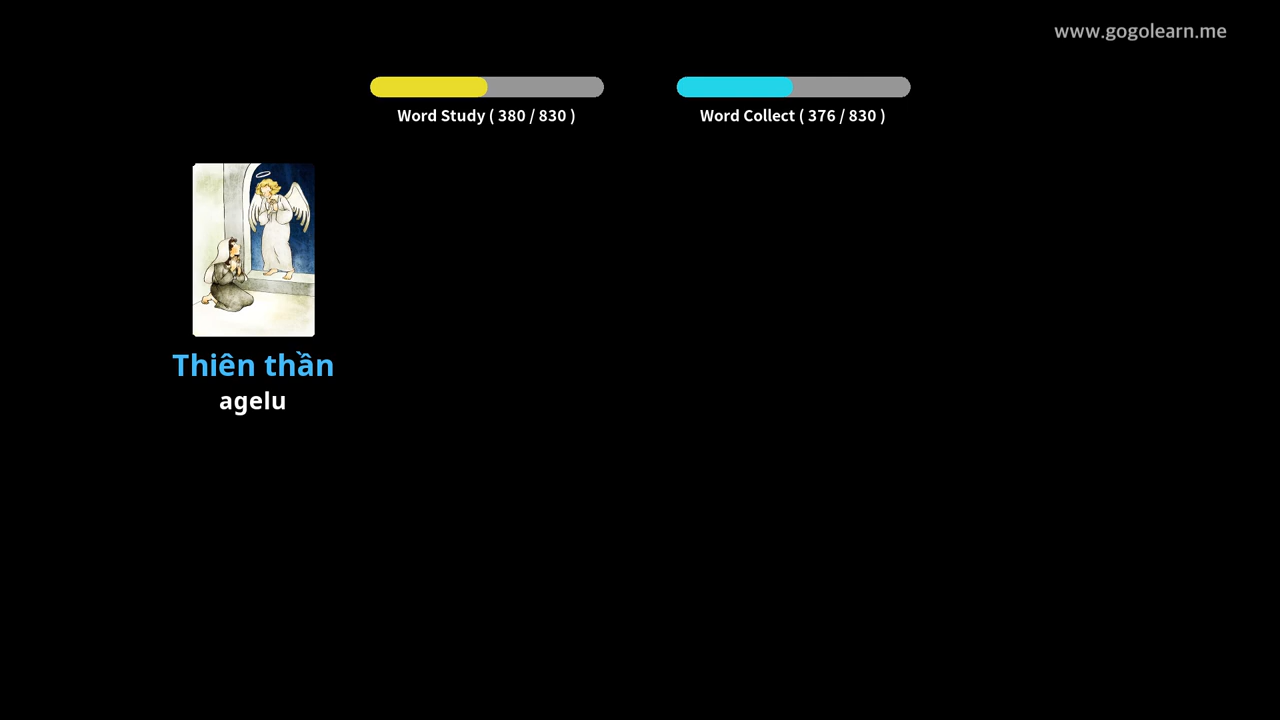 www.gogolearn.me
Word Study ( 380 / 830 )
Word Collect ( 376 / 830 )
Thiên thần
agelu